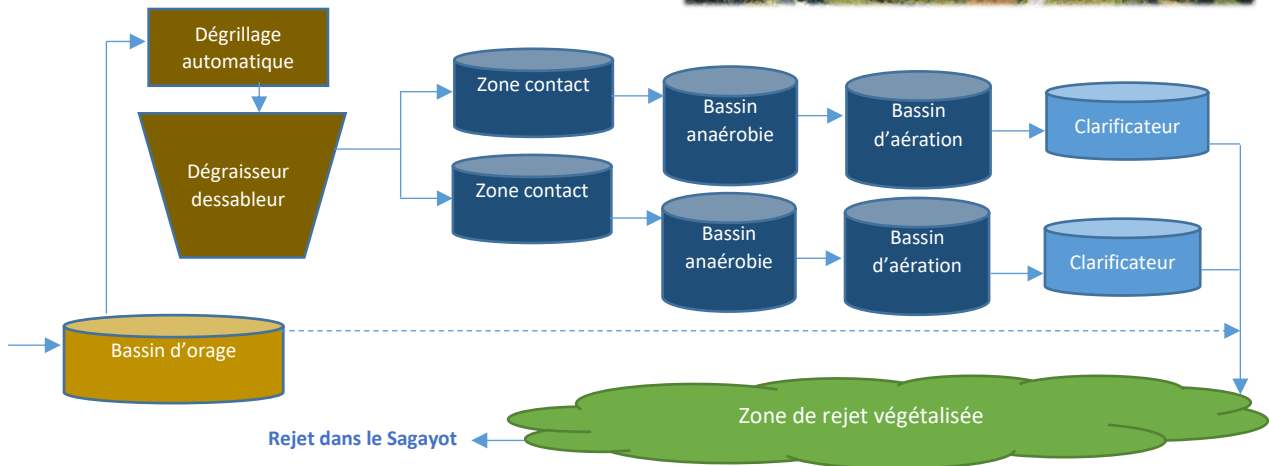 Dégrillage
automatique
Dégraisseur
dessableur
Zone contact
Zone contact
Bassin
anaérobie
Bassin
anaérobie
Bassin
d’aération
Bassin
d’aération
Clarificateur
Clarificateur
Bassin d’orage
Zone de rejet végétalisée
Rejet dans le Sagayot